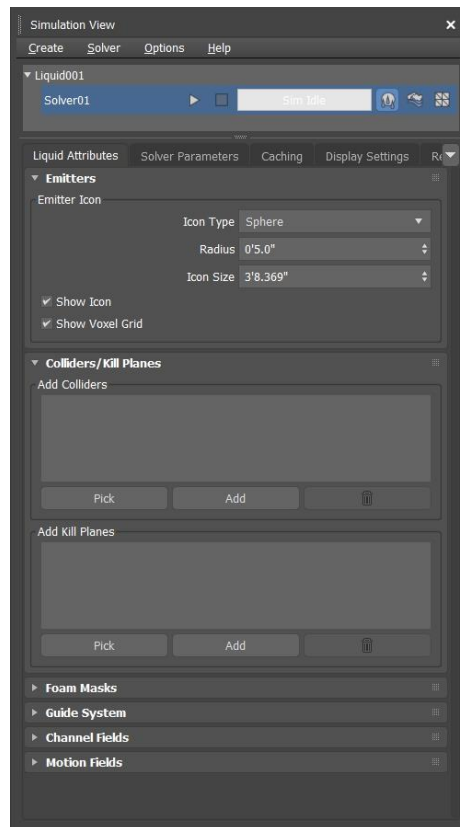 Simulation View
Create Solver Options Help
Liquid001
Solver01 Sim Idle
Liquid Attributes Solver Parameters Caching Display Settings
Emitters
Emitter Icon
Icon Type Sphere
Radius 0'5.0"
Icon Size 3'8.369"
Show Icon
Show Voxel Grid
Colliders/Kill Planes
Add Colliders
Pick Add
Add Kill Planes
Pick Add
Foam Masks
Guide System
Channel Fields
Motion Fields